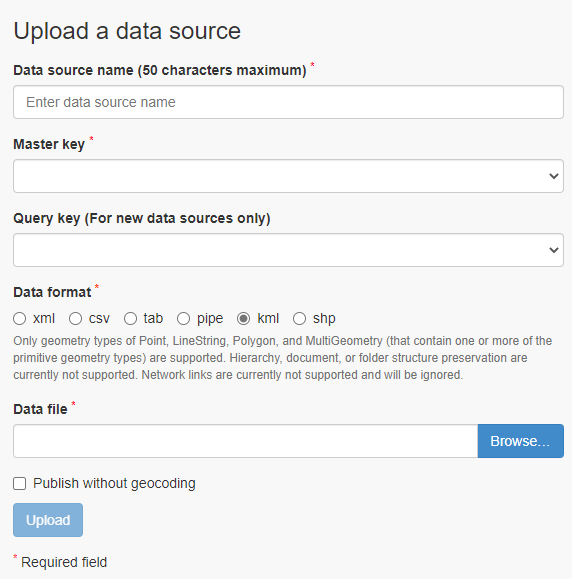 Upload a data source
Data source name (50 characters maximum) *
Enter data source name
Master key *
Query key (For new data sources only)
Data format *
xml csv tab pipe kml shp
Only geometry types of Point, LineString, Polygon, and MultiGeometry (that contain one or more of the
primitive geometry types) are supported. Hierarchy, document, or folder structure preservation are
currently not supported. Network links are currently not supported and will be ignored.
Data file *
Browse...
Publish without geocoding
Upload
* Required field